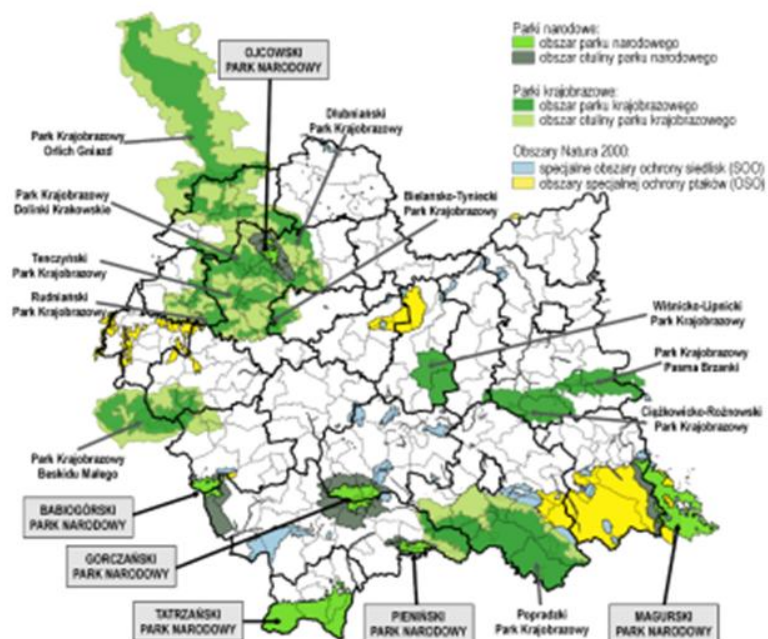 Parki narodowe:
obszar parku narodowego
obszar otuliny parku narodowego
Parki krajobrazowe:
obszar parku krajobrazowego
obszar otuliny parku krajobrazowego
Obszary Natura 2000:
specjalne obszary ochrony siedlisk (SOO)
obszary specjalnej ochrony ptaków (OSO)
OJCOWSKI
PARK NARODOWY
Dłubniański
Park Krajobrazowy
Park Krajobrazowy
Orlich Gniazd
Park Krajobrazowy
Dolinki Krakowskie
Bielańsko-Tyniecki
Park Krajobrazowy
Tenczyński
Park Krajobrazowy
Rudniański
Park Krajobrazowy
Wiśnicko-Lipnicki
Park Krajobrazowy
Park Krajobrazowy
Pasma Brzanki
Ciężkowicko-Rożnowski
Park Krajobrazowy
Park Krajobrazowy
Beskidu Małego
BABIOGÓRSKI
PARK NARODOWY
GORCZAŃSKI
PARK NARODOWY
TATRZAŃSKI
PARK NARODOWY
PIENIŃSKI
PARK NARODOWY
Popradzki
Park Krajobrazowy
MAGURSKI
PARK NARODOWY